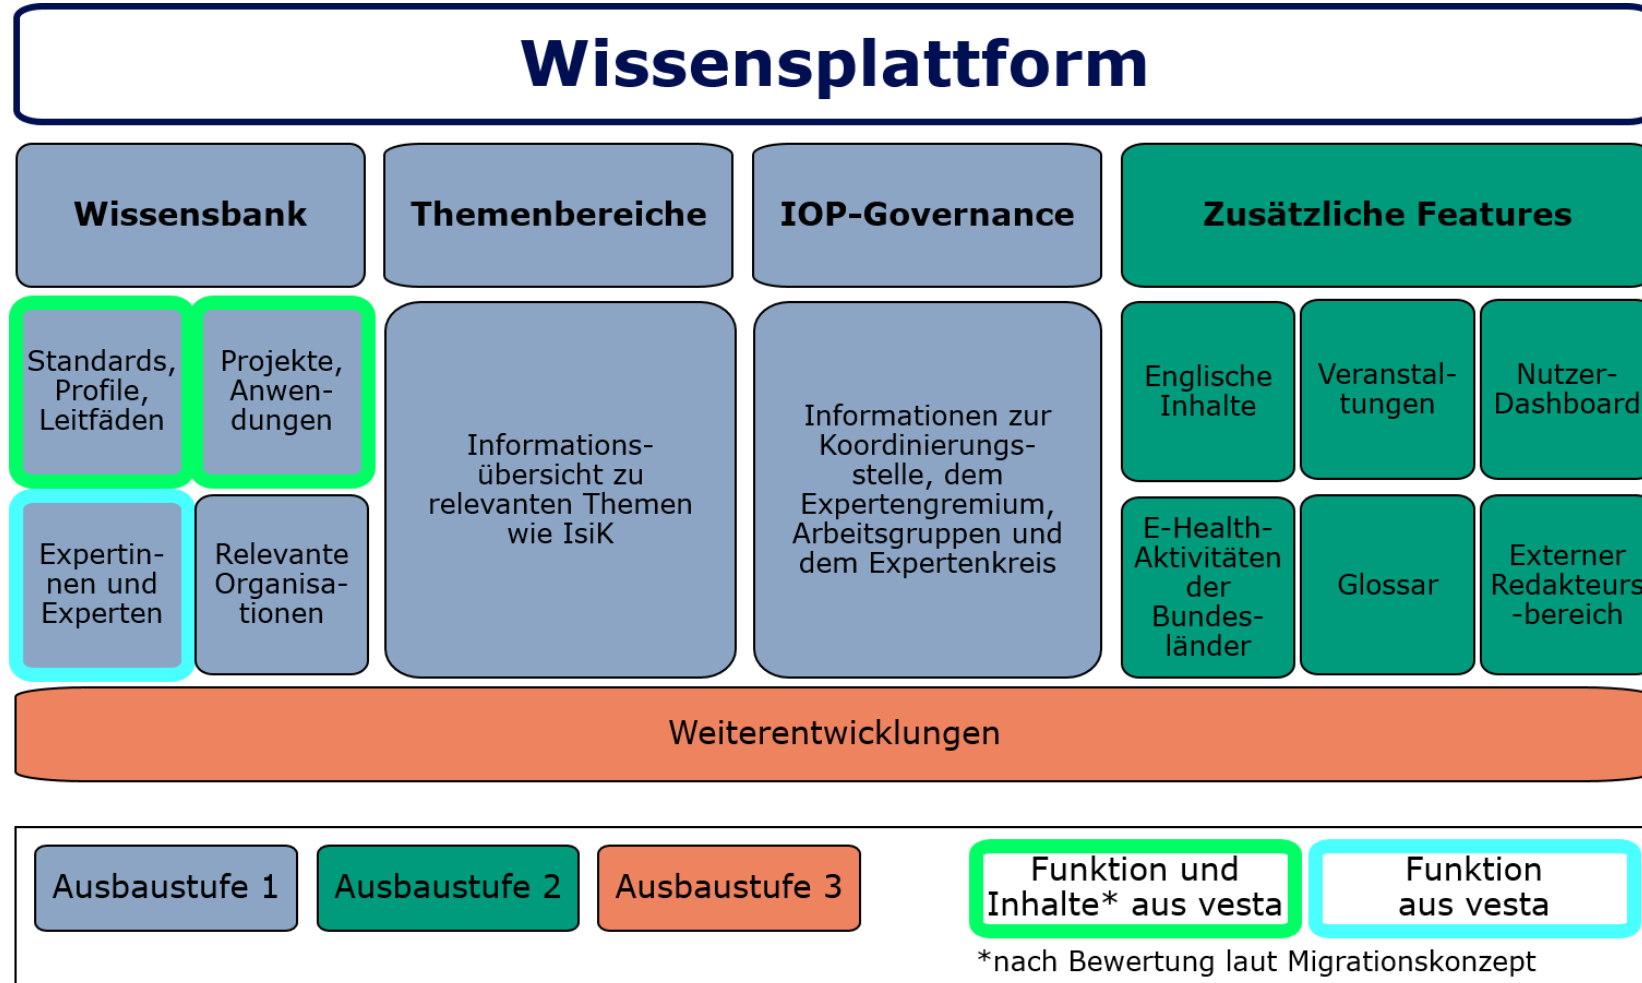 Wissensplattform
Wissensbank
Themenbereiche
IOP-Governance
Zusätzliche Features
Standards,
Profile,
Leitfäden
Projekte,
Anwen-
dungen
Expertin-
nen und
Experten
Relevante
Organisa-
tionen
Informations-
übersicht zu
relevanten Themen
wie IsiK
Informationen zur
Koordinierungs-
stelle, dem
Expertengremium,
Arbeitsgruppen und
dem Expertenkreis
Englische
Inhalte
Veranstal-
tungen
Nutzer-
Dashboard
E-Health-
Aktivitäten
der
Bundes-
länder
Glossar
Externer
Redakteurs
-bereich
Weiterentwicklungen
Ausbaustufe 1
Ausbaustufe 2
Ausbaustufe 3
Funktion und
Inhalte* aus vesta
Funktion
aus vesta
*nach Bewertung laut Migrationskonzept